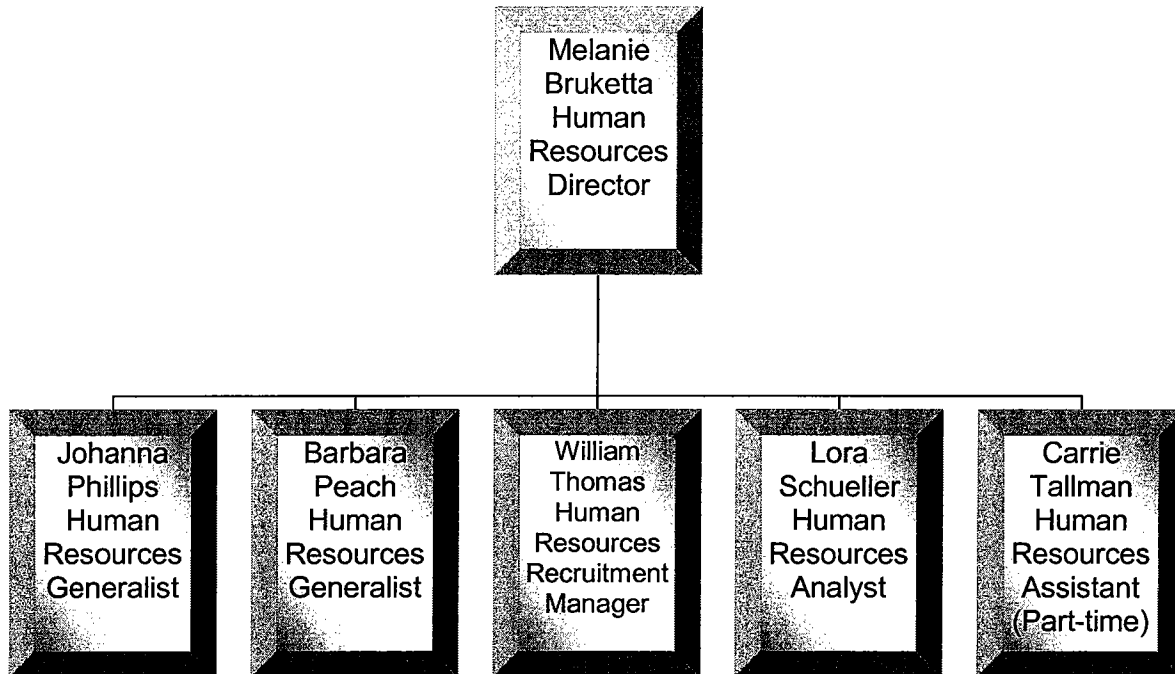 Melanie
Bruketta
Human
Resources
Director
Johanna
Phillips
Human
Resources
Generalist
Barbara
Peach
Human
Resources
Generalist
William
Thomas
Human
Resources
Recruitment
Manager
Lora
Schueller
Human
Resources
Analyst
Carrie
Tallman
Human
Resources
Assistant
(Part-time)